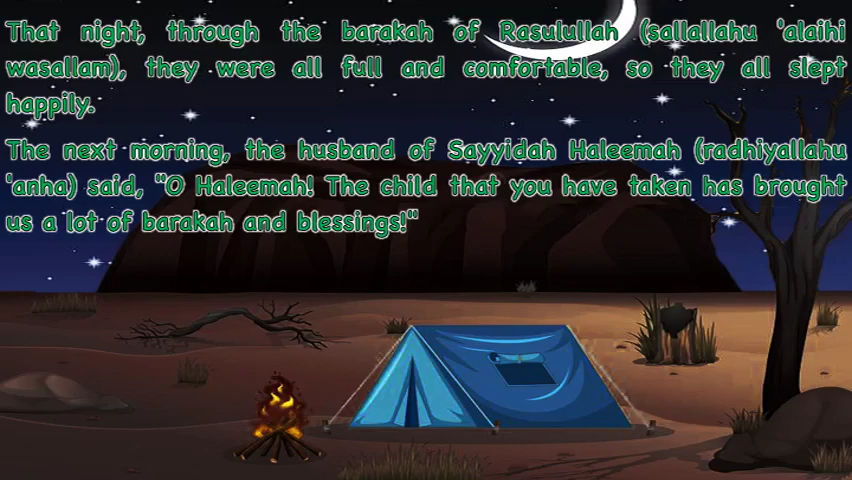 That night, through the barakah of Rasulullah (sallallahu 'alaihi
wasallam), they were all full and comfortable, so they all slept
happily.
The next morning, the husband of Sayyidah Haleemah (radhiyallahu
'anha) said, "O Haleemah! The child that you have taken has brought
us a lot of barakah and blessings!"